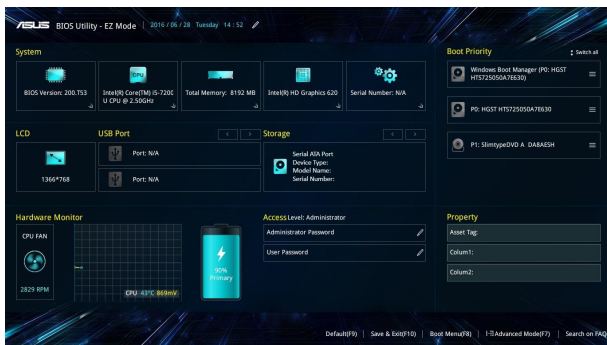 ASUS BIOS Utility - EZ Mode 2016 / 06 / 28 Tuesday 14 : 52
System
BIOS Version: 200.T53
CPU
Intel(R) Core(TM) i5-7200
U CPU @ 2.50GHz
Total Memory: 8192 MB
Intel(R) HD Graphics 620
Serial Number: N/A
Boot Priority
Switch all
Windows Boot Manager (P0: HGST
HTS725050A7E630)
P0: HGST HTS725050A7E630
P1: SlimtypeDVD A DA8AESH
LCD
1366*768
USB Port
Port: N/A
Port: N/A
Storage
Serial ATA Port
Device Type:
Model Name:
Serial Number:
Hardware Monitor
CPU FAN
2829 RPM
CPU 43°C 869mV
90%
Primary
Access Level: Administrator
Administrator Password
User Password
Property
Asset Tag:
Colum1:
Colum2:
Default(F9) | Save & Exit(F10) | Boot Menu(F8) | Advanced Mode(F7) | Search on FAQ